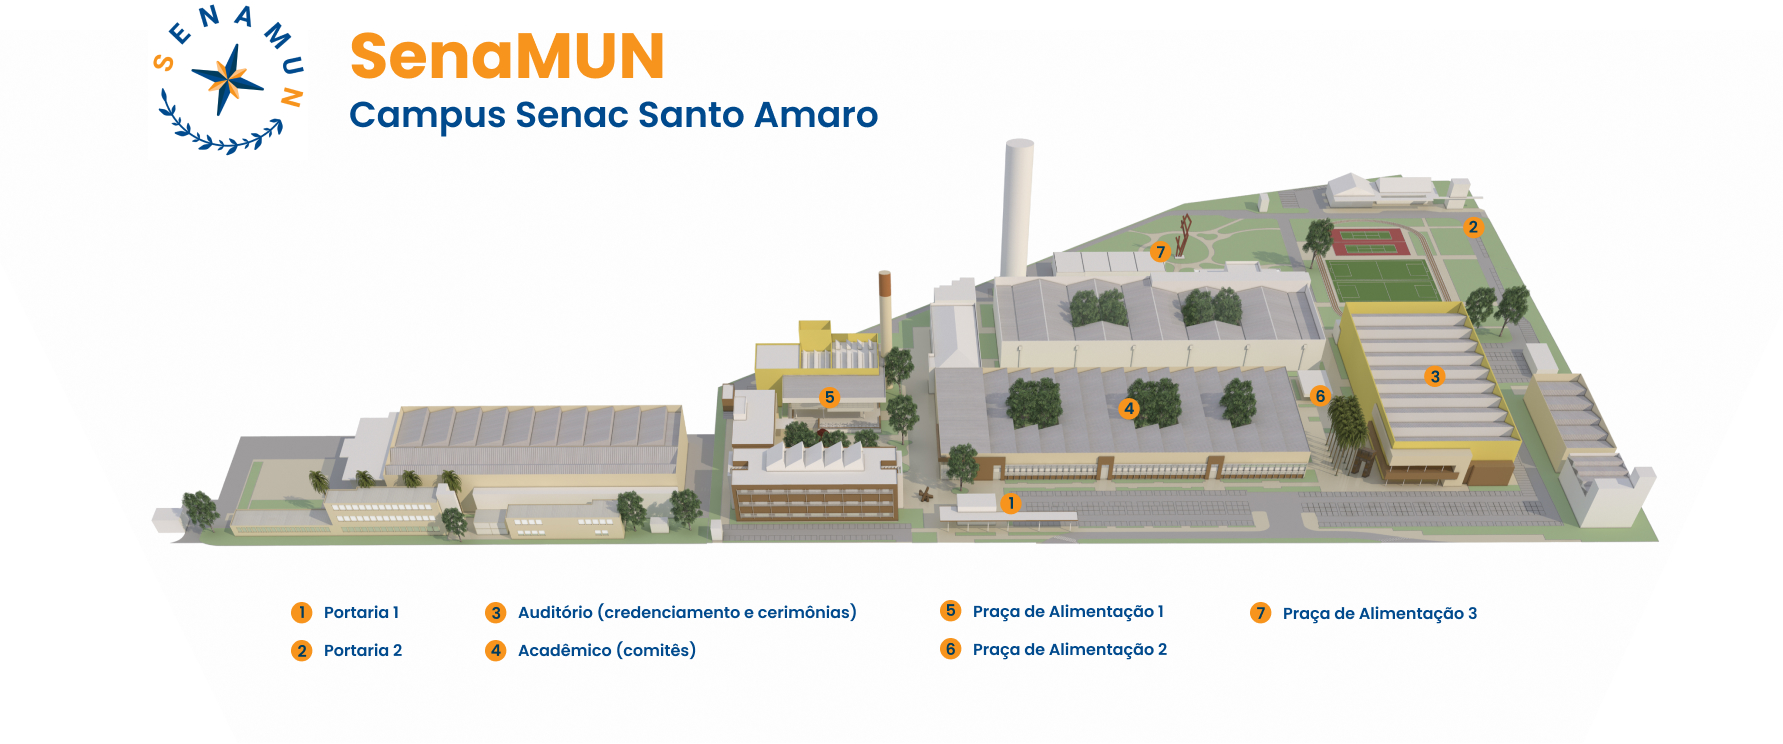 SENAMUN
SenaMUN
Campus Senac Santo Amaro
7
2
3
5
6
4
1
1 Portaria 1
2 Portaria 2
3 Auditório (credenciamento e cerimônias)
4 Acadêmico (comitês)
5 Praça de Alimentação 1
6 Praça de Alimentação 2
7 Praça de Alimentação 3